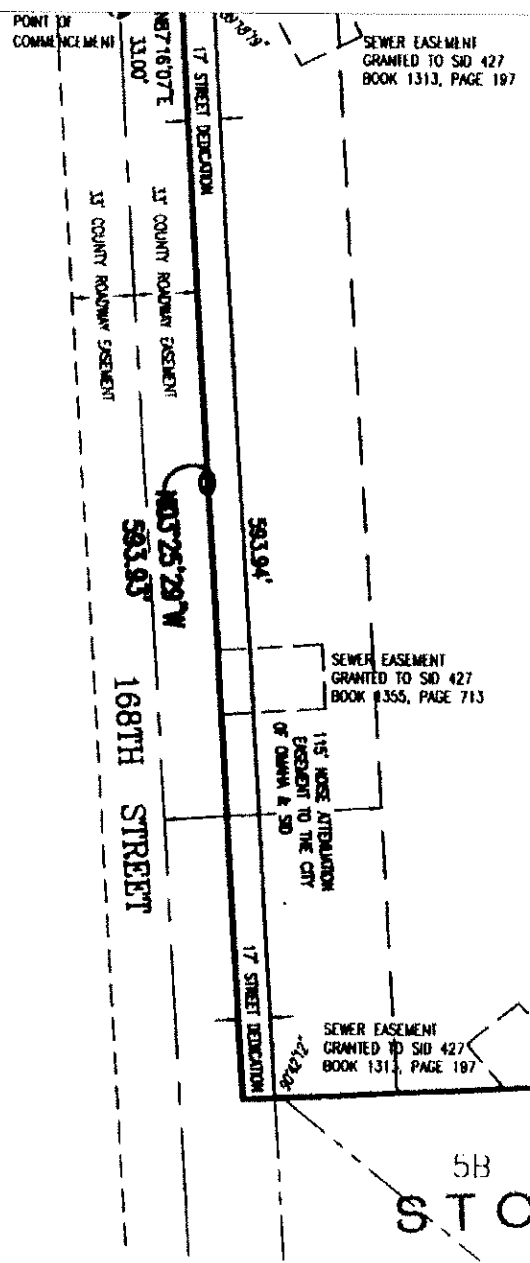 POINT OF
COMMENCEMENT
N87°16'07"E
33.00'
17' STREET DEDICATION
SEWER EASEMENT
GRANTED TO SID 427
BOOK 1313, PAGE 197
33' COUNTY ROADWAY EASEMENT
33' COUNTY ROADWAY EASEMENT
N03°25'29"W
593.93'
593.94'
SEWER EASEMENT
GRANTED TO SID 427
BOOK 1355, PAGE 713
168TH STREET
115' NOISE ATTENUATION
EASEMENT TO THE CITY
OF OMAHA & SID
17' STREET DEDICATION
SEWER EASEMENT
GRANTED TO SID 427
BOOK 1313, PAGE 197
90°42'12"
5B
STO